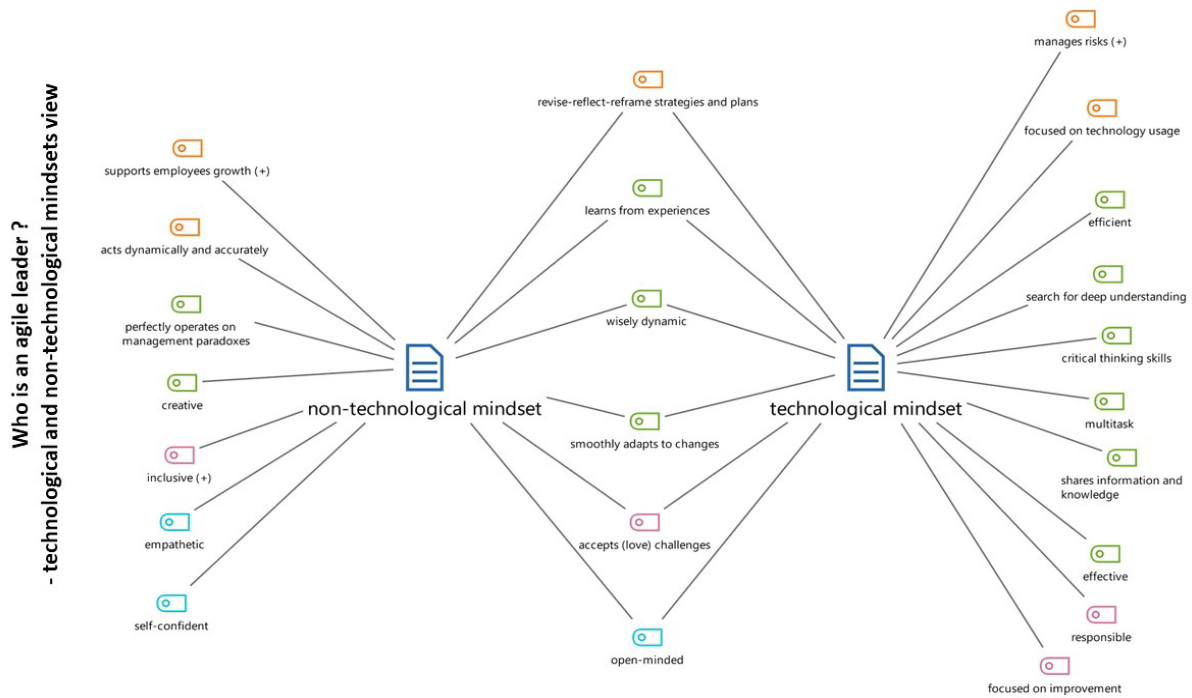 Who is an agile leader ?
- technological and non-technological mindsets view
supports employees growth (+)
acts dynamically and accurately
perfectly operates on
management paradoxes
creative
inclusive (+)
empathetic
self-confident
non-technological mindset
revise-reflect-reframe strategies and plans
learns from experiences
wisely dynamic
smoothly adapts to changes
accepts (love) challenges
open-minded
technological mindset
manages risks (+)
focused on technology usage
efficient
search for deep understanding
critical thinking skills
multitask
shares information and
knowledge
effective
responsible
focused on improvement